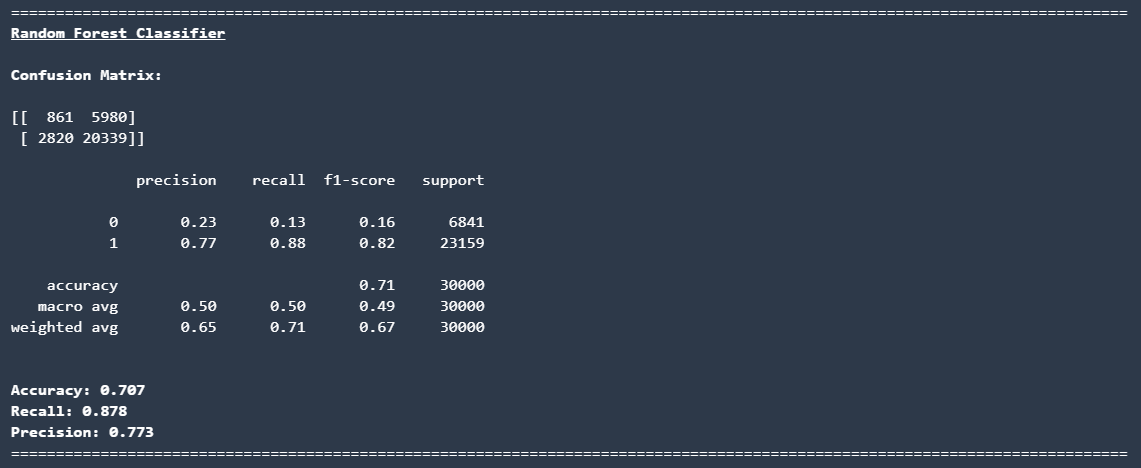 ==============================================================================================================================
Random Forest Classifier
Confusion Matrix:
[[  861  5980]
 [ 2820 20339]]
              precision    recall  f1-score   support
           0       0.23      0.13      0.16      6841
           1       0.77      0.88      0.82     23159
    accuracy                           0.71     30000
   macro avg       0.50      0.50      0.49     30000
weighted avg       0.65      0.71      0.67     30000
Accuracy: 0.707
Recall: 0.878
Precision: 0.773
==============================================================================================================================